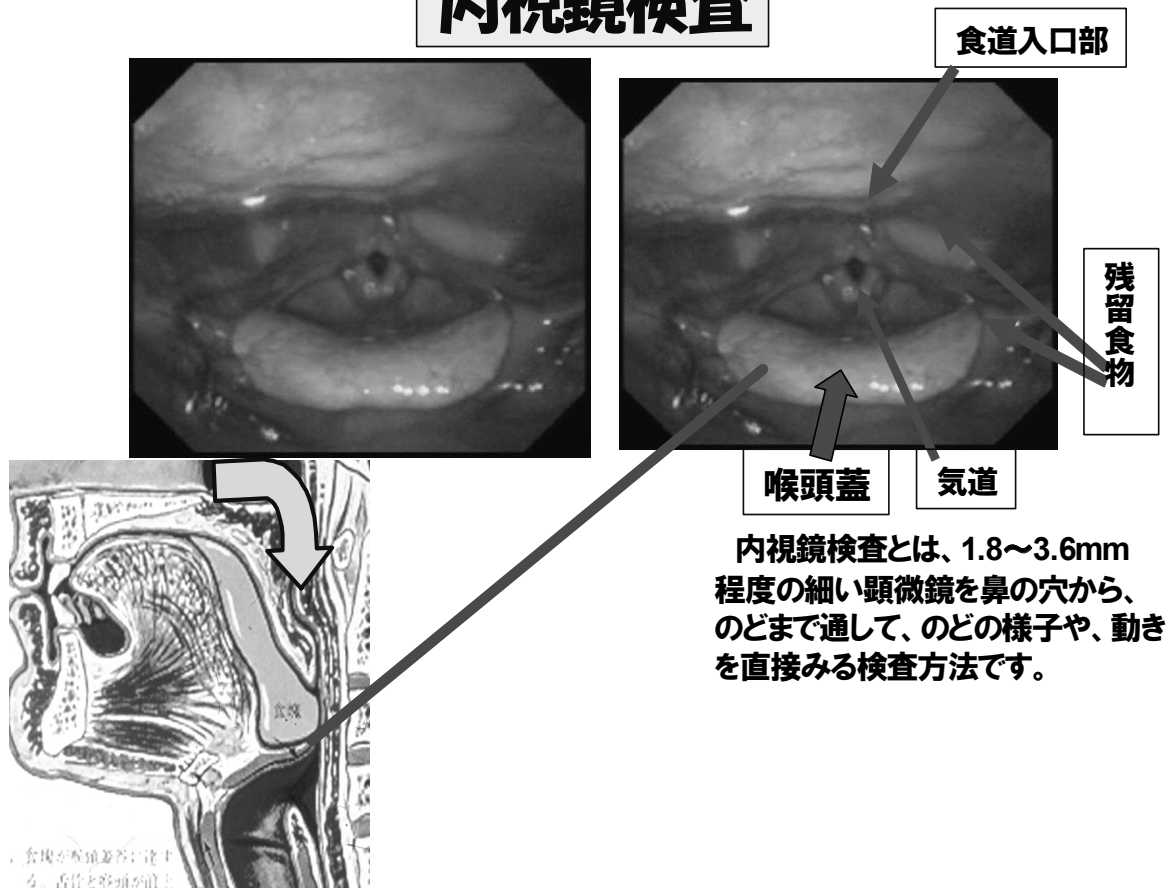 内視鏡検査
食道入口部
残留食物
喉頭蓋
気道
内視鏡検査とは、1.8～3.6mm
程度の細い顕微鏡を鼻の穴から、
のどまで通して、のどの様子や、動き
を直接みる検査方法です。
食塊